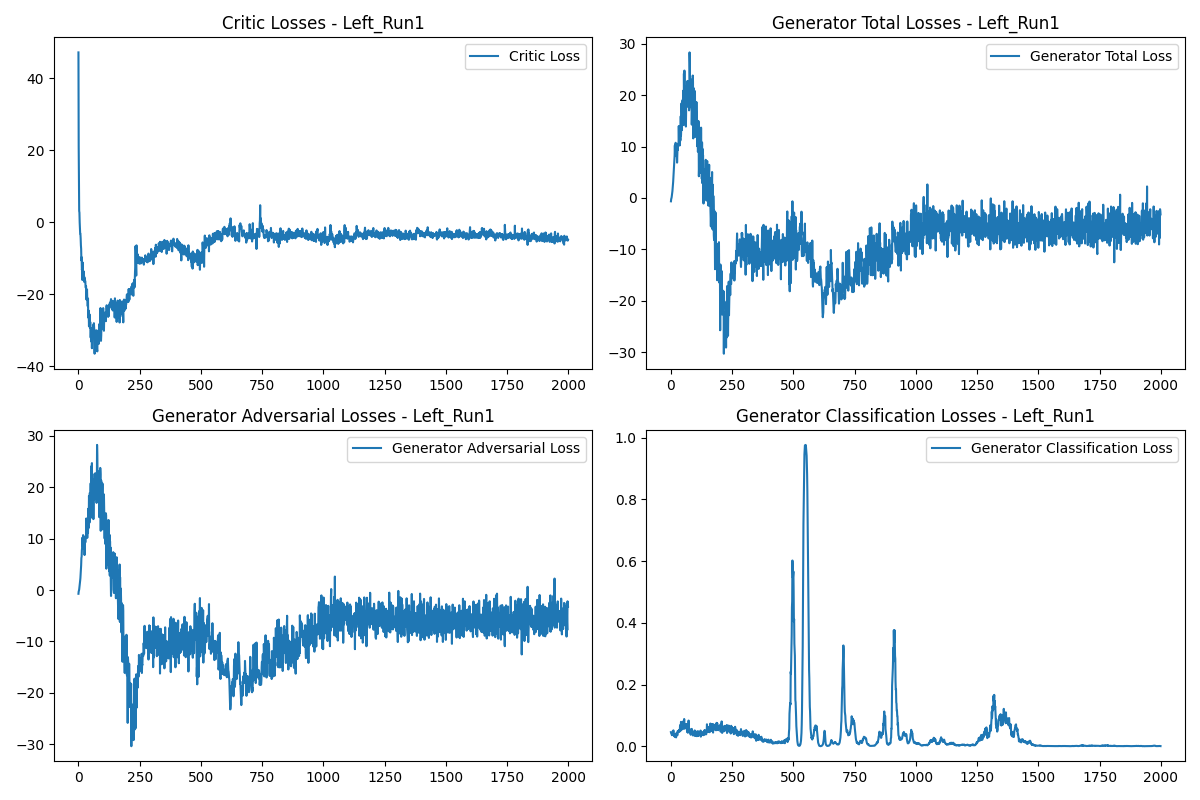 Critic Losses - Left_Run1
Critic Loss
40
20
0
−20
−40
0 250 500 750 1000 1250 1500 1750 2000
Generator Total Losses - Left_Run1
Generator Total Loss
30
20
10
0
−10
−20
−30
0 250 500 750 1000 1250 1500 1750 2000
Generator Adversarial Losses - Left_Run1
Generator Adversarial Loss
30
20
10
0
−10
−20
−30
0 250 500 750 1000 1250 1500 1750 2000
Generator Classification Losses - Left_Run1
Generator Classification Loss
1.0
0.8
0.6
0.4
0.2
0.0
0 250 500 750 1000 1250 1500 1750 2000